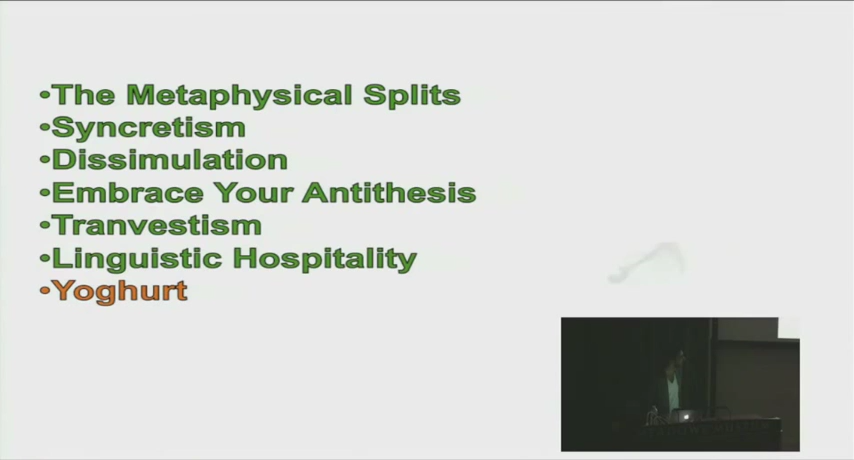 •The Metaphysical Splits
•Syncretism
•Dissimulation
•Embrace Your Antithesis
•Tranvestism
•Linguistic Hospitality
•Yoghurt